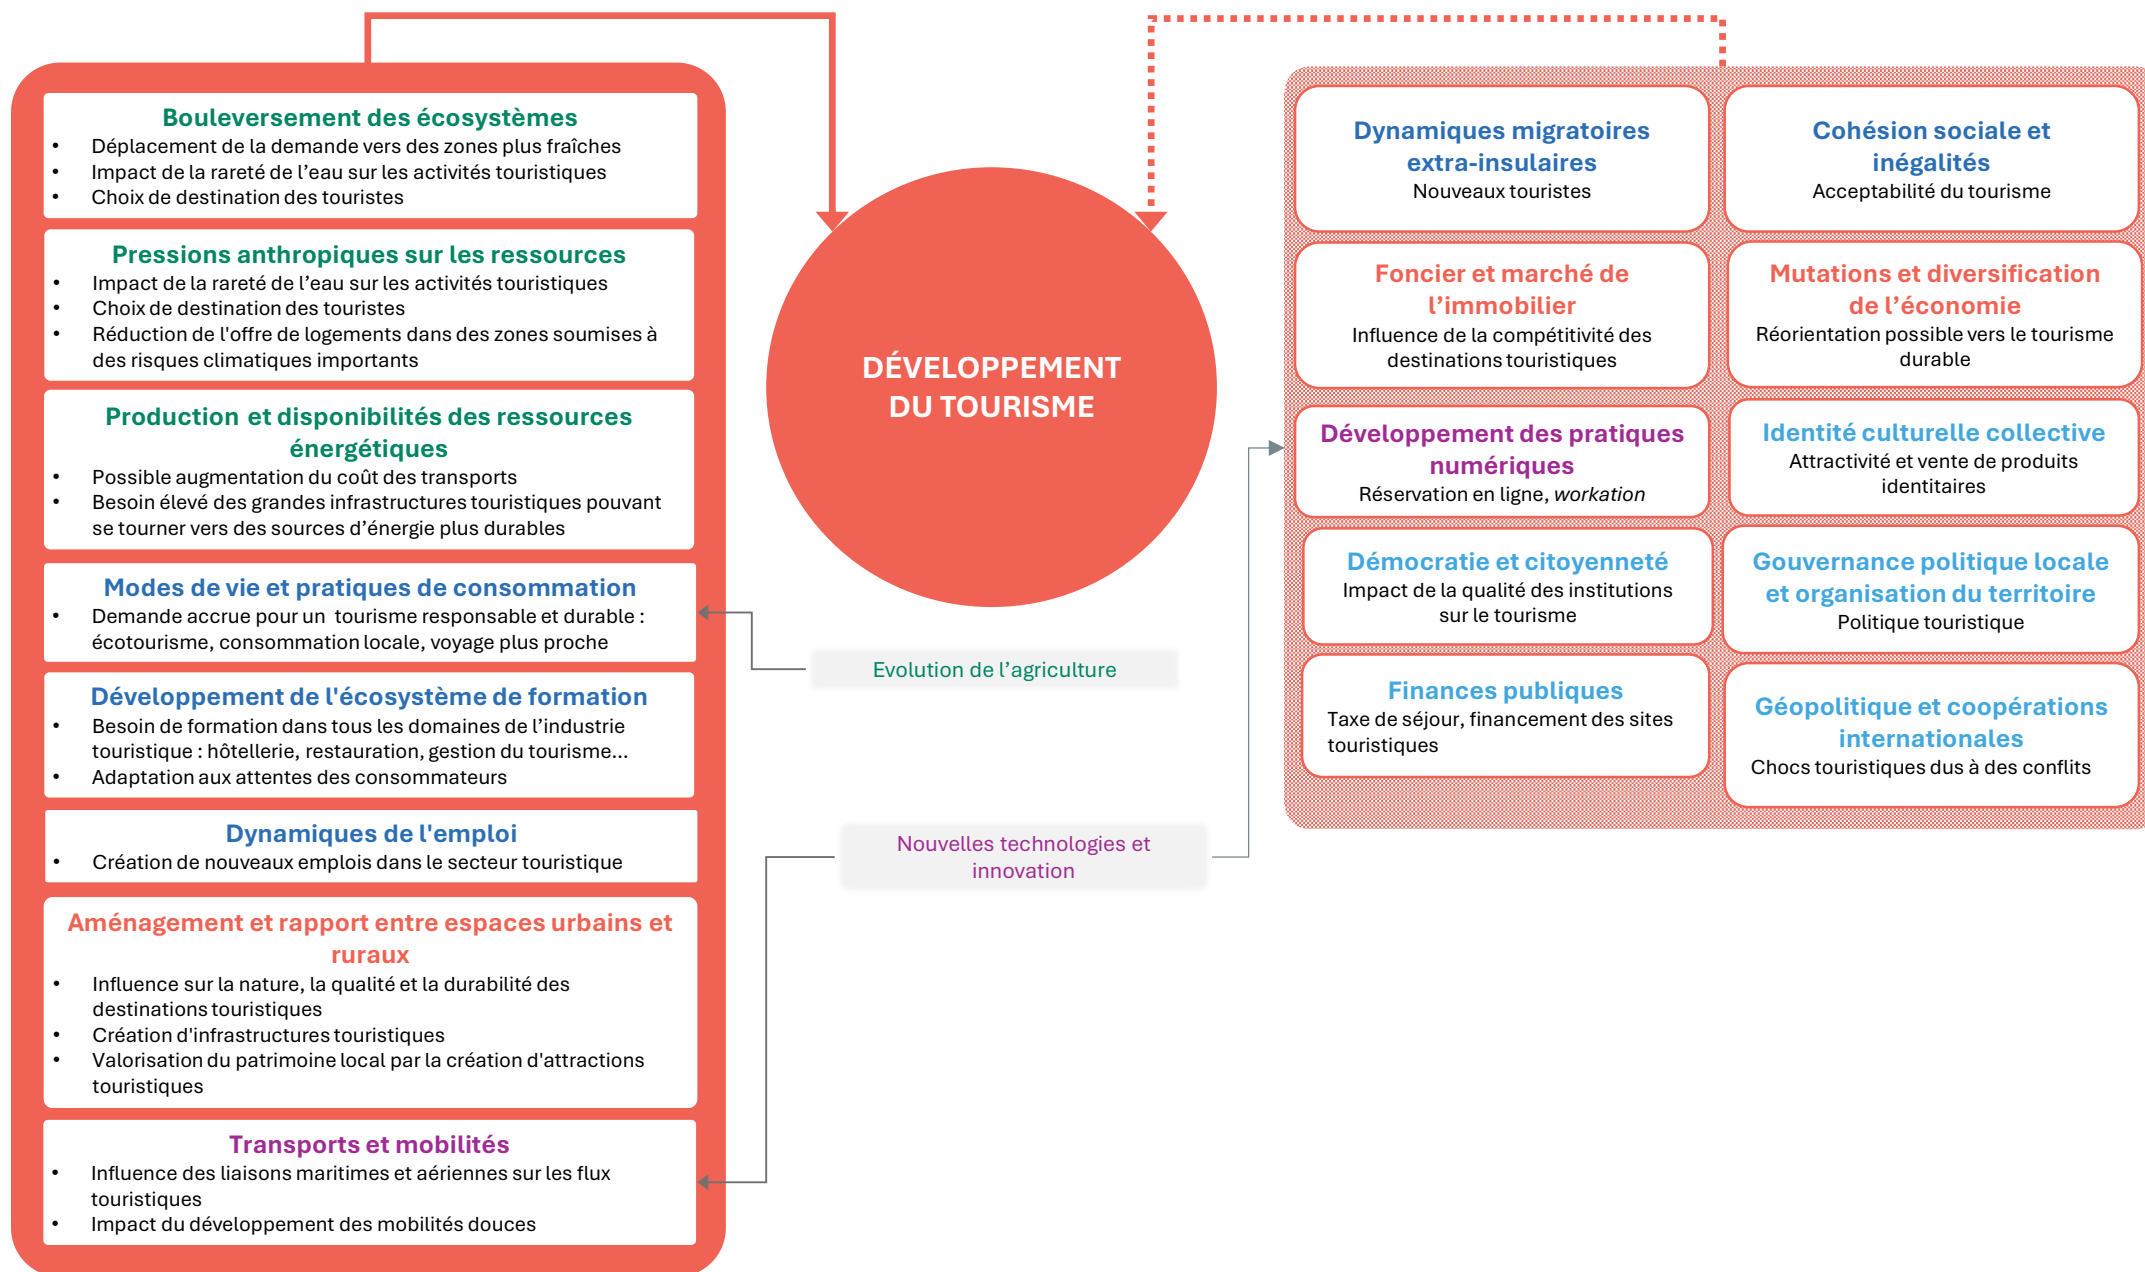 Bouleversement des écosystèmes
• Déplacement de la demande vers des zones plus fraîches
• Impact de la rareté de l'eau sur les activités touristiques
• Choix de destination des touristes
Pressions anthropiques sur les ressources
• Impact de la rareté de l'eau sur les activités touristiques
• Choix de destination des touristes
• Réduction de l'offre de logements dans des zones soumises à
des risques climatiques importants
Production et disponibilités des ressources
énergétiques
• Possible augmentation du coût des transports
• Besoin élevé des grandes infrastructures touristiques pouvant
se tourner vers des sources d'énergie plus durables
Modes de vie et pratiques de consommation
• Demande accrue pour un tourisme responsable et durable :
écotourisme, consommation locale, voyage plus proche
Développement de l'écosystème de formation
• Besoin de formation dans tous les domaines de l'industrie
touristique : hôtellerie, restauration, gestion du tourisme...
• Adaptation aux attentes des consommateurs
Dynamiques de l'emploi
• Création de nouveaux emplois dans le secteur touristique
Aménagement et rapport entre espaces urbains et
ruraux
• Influence sur la nature, la qualité et la durabilité des
destinations touristiques
• Création d'infrastructures touristiques
• Valorisation du patrimoine local par la création d'attractions
touristiques
Transports et mobilités
• Influence des liaisons maritimes et aériennes sur les flux
touristiques
• Impact du développement des mobilités douces
DÉVELOPPEMENT
DU TOURISME
Evolution de l'agriculture
Nouvelles technologies et
innovation
Dynamiques migratoires
extra-insulaires
Nouveaux touristes
Cohésion sociale et
inégalités
Acceptabilité du tourisme
Foncier et marché de
l'immobilier
Influence de la compétitivité des
destinations touristiques
Mutations et diversification
de l'économie
Réorientation possible vers le tourisme
durable
Développement des pratiques
numériques
Réservation en ligne, workation
Identité culturelle collective
Attractivité et vente de produits
identitaires
Démocratie et citoyenneté
Impact de la qualité des institutions
sur le tourisme
Gouvernance politique locale
et organisation du territoire
Politique touristique
Finances publiques
Taxe de séjour, financement des sites
touristiques
Géopolitique et coopérations
internationales
Chocs touristiques dus à des conflits